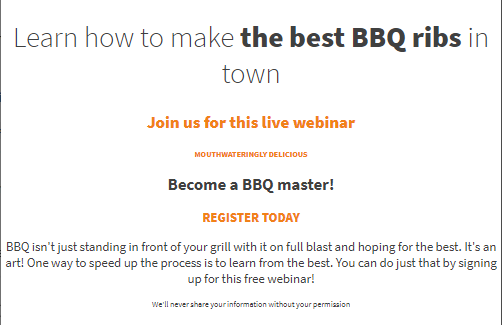 Learn how to make the best BBQ ribs in
town
Join us for this live webinar
MOUTHWATERINGLY DELICIOUS
Become a BBQ master!
REGISTER TODAY
BBQ isn't just standing in front of your grill with it on full blast and hoping for the best. It's an
art! One way to speed up the process is to learn from the best. You can do just that by signing
up for this free webinar!
We'll never share your information without your permission